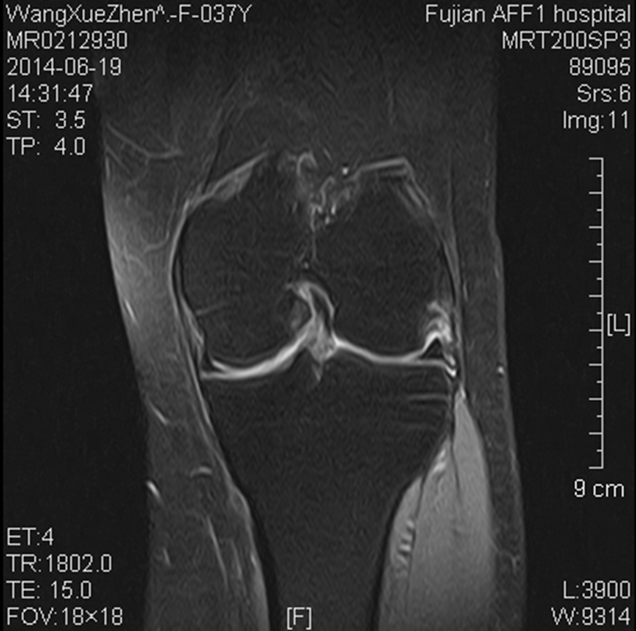 WangXueZhen^.-F-037Y
MR0212930
2014-06-19
14:31:47
ST: 3.5
TP: 4.0
Fujian AFF1 hospital
MRT200SP3
89095
Srs:6
Img:11
[L]
9 cm
ET:4
TR:1802.0
TE: 15.0
FOV:18×18
[F]
L:3900
W:9314